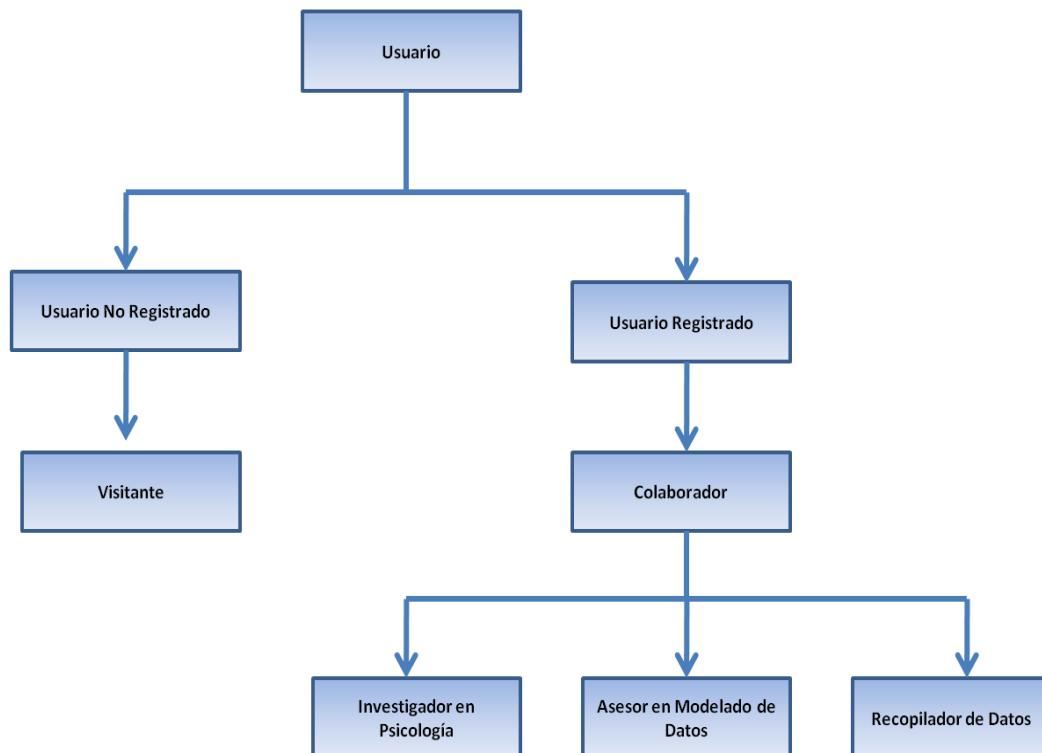 Usuario
Usuario No Registrado
Usuario Registrado
Visitante
Colaborador
Investigador en
Psicología
Asesor en Modelado de
Datos
Recopilador de Datos